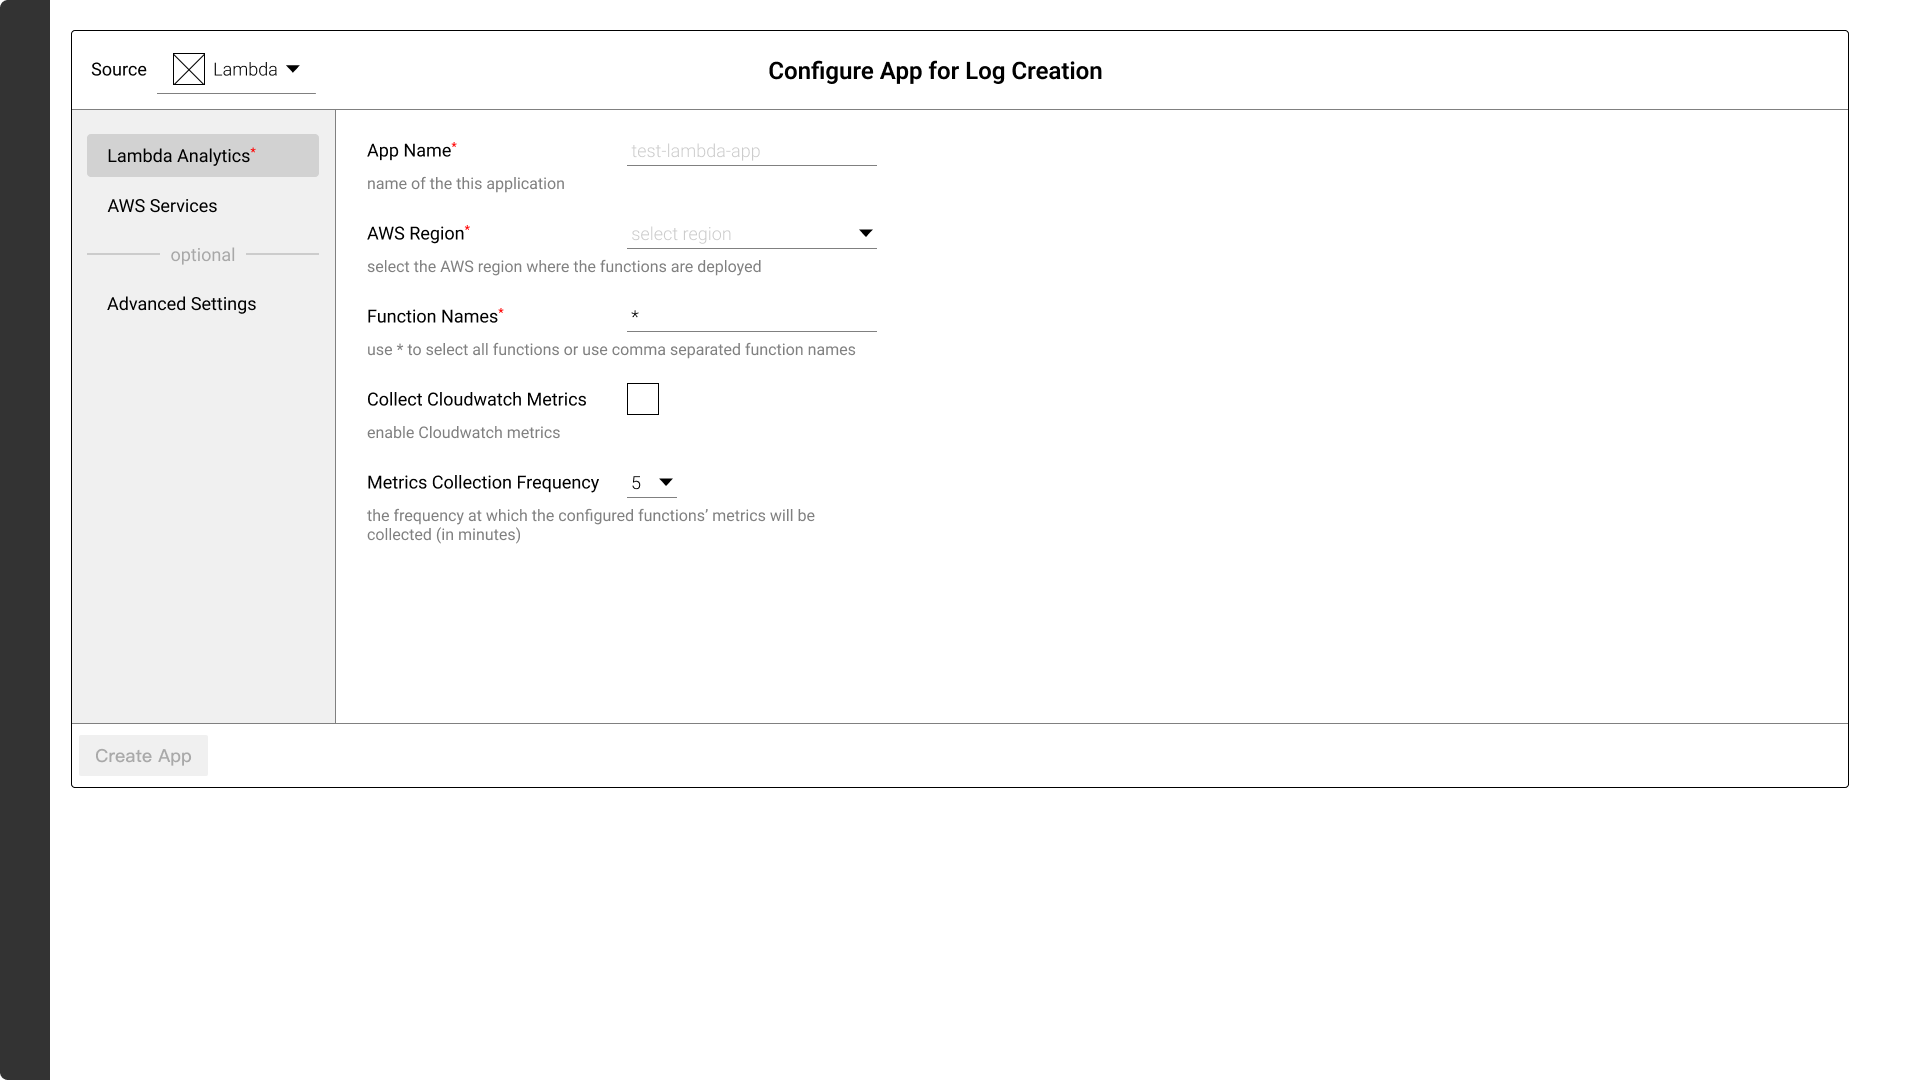 Source
Lambda
Configure App for Log Creation
Lambda Analytics*
AWS Services
optional
Advanced Settings
App Name*
test-lambda-app
name of the this application
AWS Region*
select region
select the AWS region where the functions are deployed
Function Names*
*
use * to select all functions or use comma separated function names
Collect Cloudwatch Metrics
enable Cloudwatch metrics
Metrics Collection Frequency
5
the frequency at which the configured functions’ metrics will be
collected (in minutes)
Create App